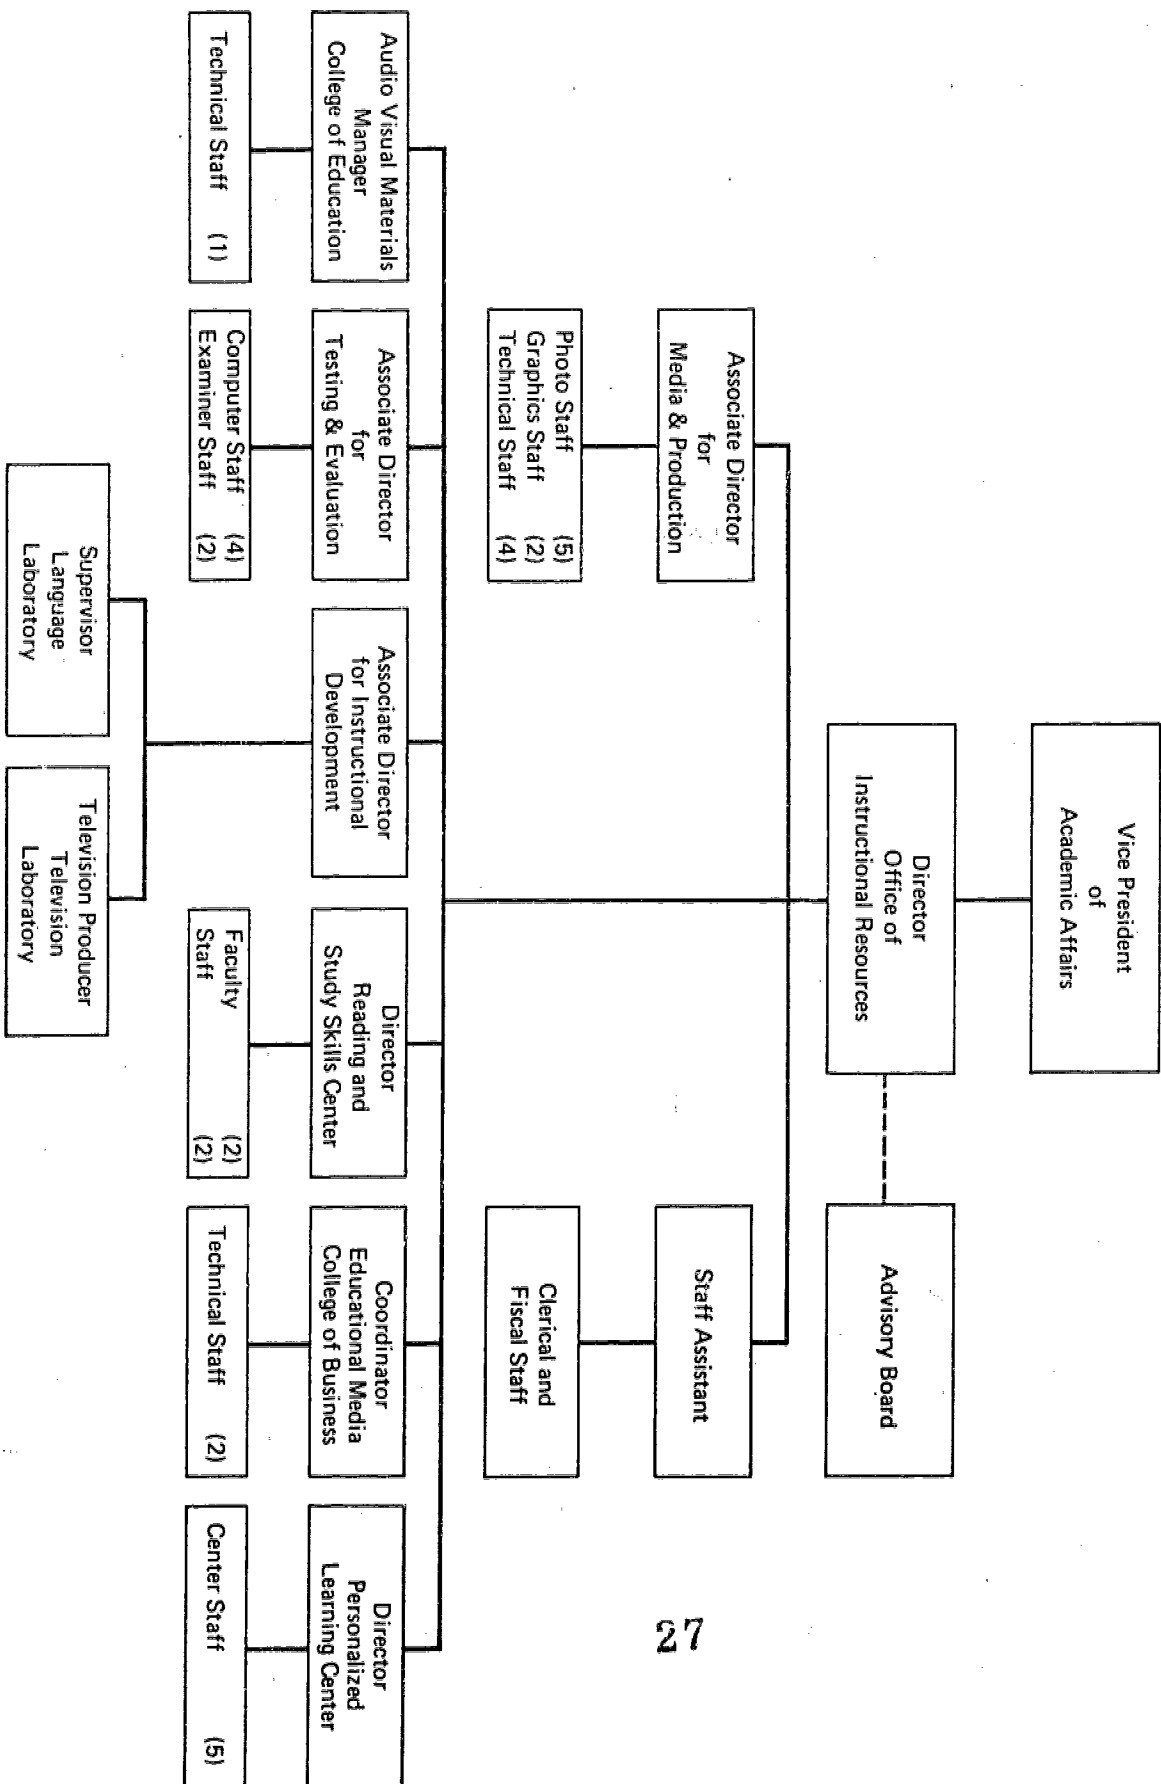 Vice President
of
Academic Affairs
Director
Office of
Instructional Resources
Advisory Board
Associate Director
for
Media & Production
Staff Assistant
Photo Staff (5)
Graphics Staff (2)
Technical Staff (4)
Clerical and
Fiscal Staff
Audio Visual Materials
Manager
College of Education
Associate Director
for
Testing & Evaluation
Associate Director
for Instructional
Development
Director
Reading and
Study Skills Center
Coordinator
Educational Media
College of Business
Director
Personalized
Learning Center
Technical Staff (1)
Computer Staff (4)
Examiner Staff (2)
Faculty (2)
Staff (2)
Technical Staff (2)
Center Staff (5)
Supervisor
Language
Laboratory
Television Producer
Television
Laboratory
27